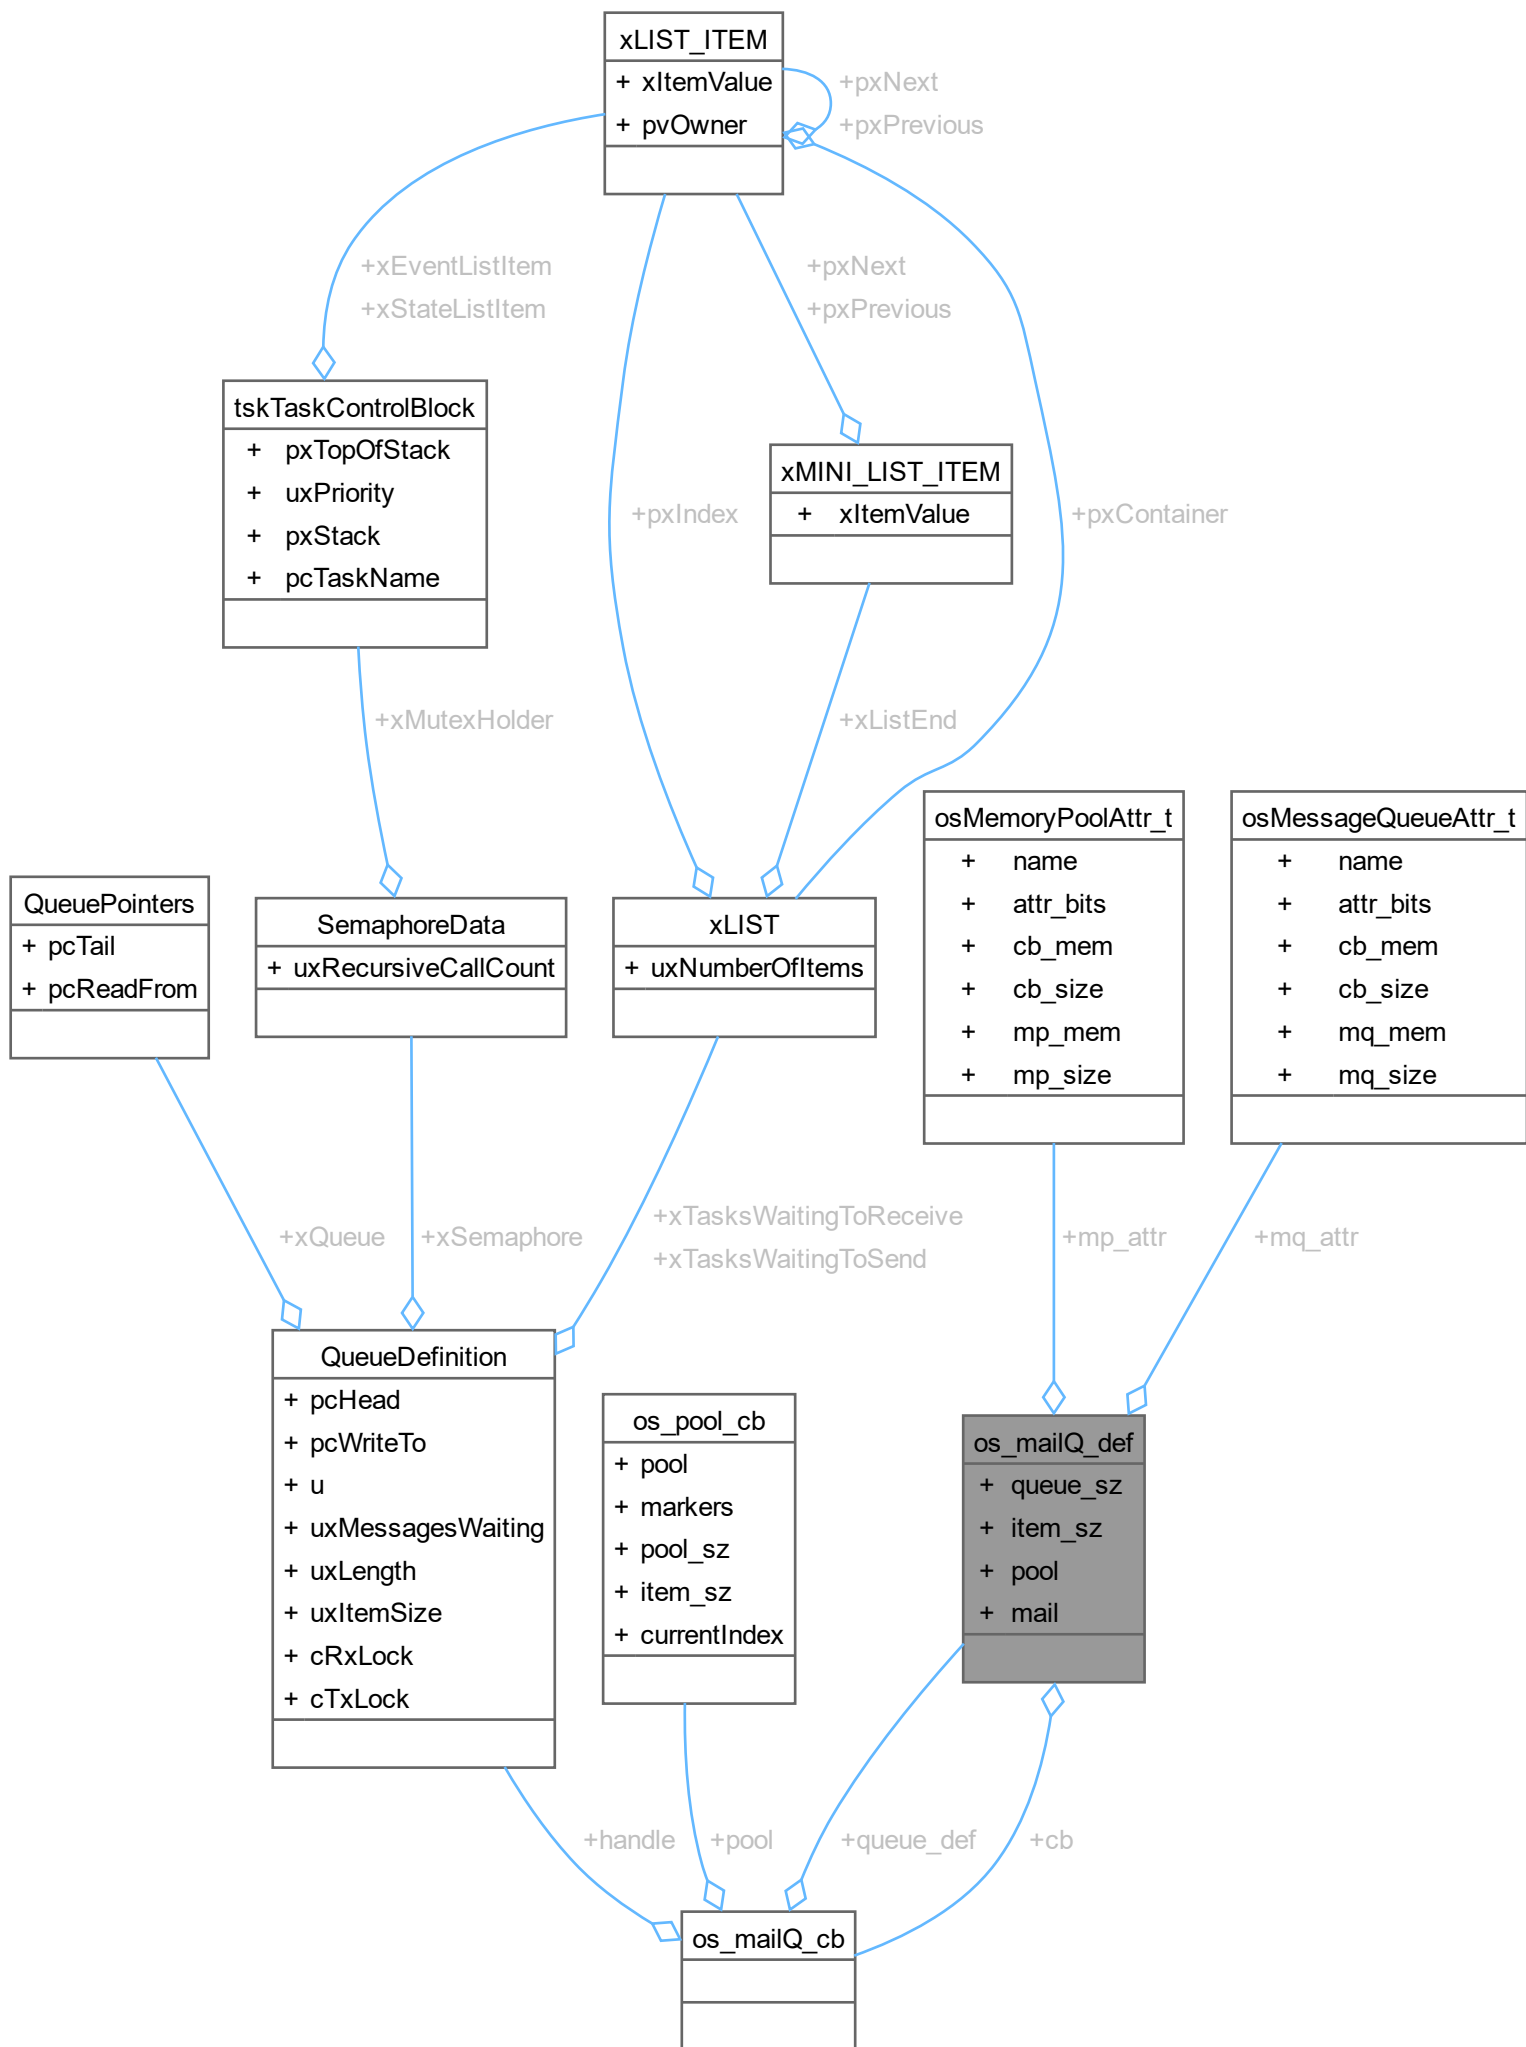 xLIST_ITEM
+ xItemValue
+ pvOwner
+pxNext
+pxPrevious
+xEventListItem
+xStateListItem
+pxNext
+pxPrevious
tskTaskControlBlock
+ pxTopOfStack
+ uxPriority
+ pxStack
+ pcTaskName
xMINI_LIST_ITEM
+ xItemValue
+pxIndex
+pxContainer
+xMutexHolder
+xListEnd
osMemoryPoolAttr_t
+ name
+ attr_bits
+ cb_mem
+ cb_size
+ mp_mem
+ mp_size
osMessageQueueAttr_t
+ name
+ attr_bits
+ cb_mem
+ cb_size
+ mq_mem
+ mq_size
QueuePointers
+ pcTail
+ pcReadFrom
SemaphoreData
+ uxRecursiveCallCount
xLIST
+ uxNumberOfItems
+xQueue
+xSemaphore
+xTasksWaitingToReceive
+xTasksWaitingToSend
+mp_attr
+mq_attr
QueueDefinition
+ pcHead
+ pcWriteTo
+ u
+ uxMessagesWaiting
+ uxLength
+ uxItemSize
+ cRxLock
+ cTxLock
os_pool_cb
+ pool
+ markers
+ pool_sz
+ item_sz
+ currentIndex
os_mailQ_def
+ queue_sz
+ item_sz
+ pool
+ mail
+handle
+pool
+queue_def
+cb
os_mailQ_cb